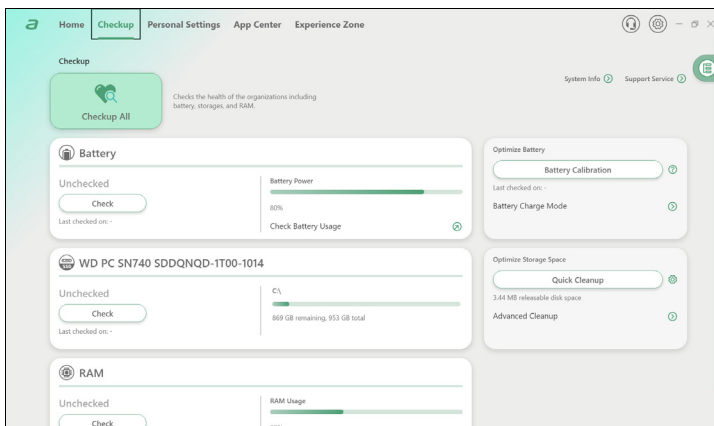 a
Home Checkup Personal Settings App Center Experience Zone
Checkup
System Info Support Service
Checkup All
Checks the health of the organizations including
battery, storages, and RAM.
Battery
Unchecked
Check
Last checked on: -
Battery Power
80%
Check Battery Usage
Optimize Battery
Battery Calibration
Last checked on: -
Battery Charge Mode
WD PC SN740 SDDQNQD-1T00-1014
Unchecked
Check
Last checked on: -
C:\
869 GB remaining, 953 GB total
Optimize Storage Space
Quick Cleanup
3.44 MB releasable disk space
Advanced Cleanup
RAM
Unchecked
Check
RAM Usage